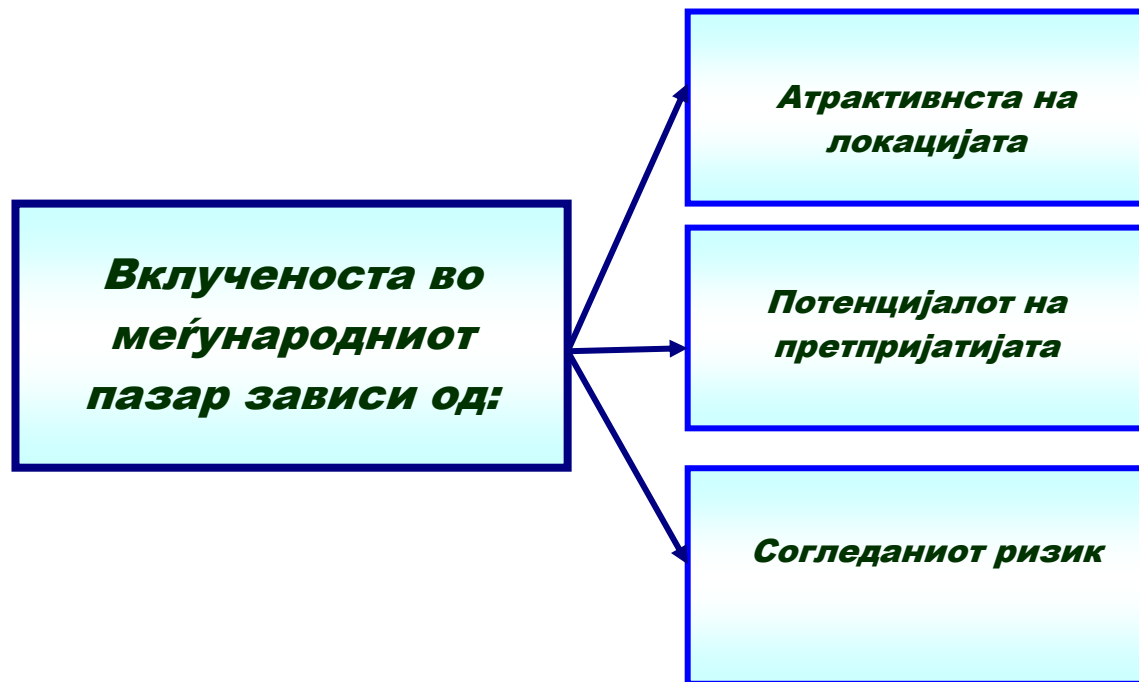 Вклученоста во
меѓународниот
пазар зависи од:
Атрактивнста на
локацијата
Потенцијалот на
претпријатијата
Согледаниот ризик